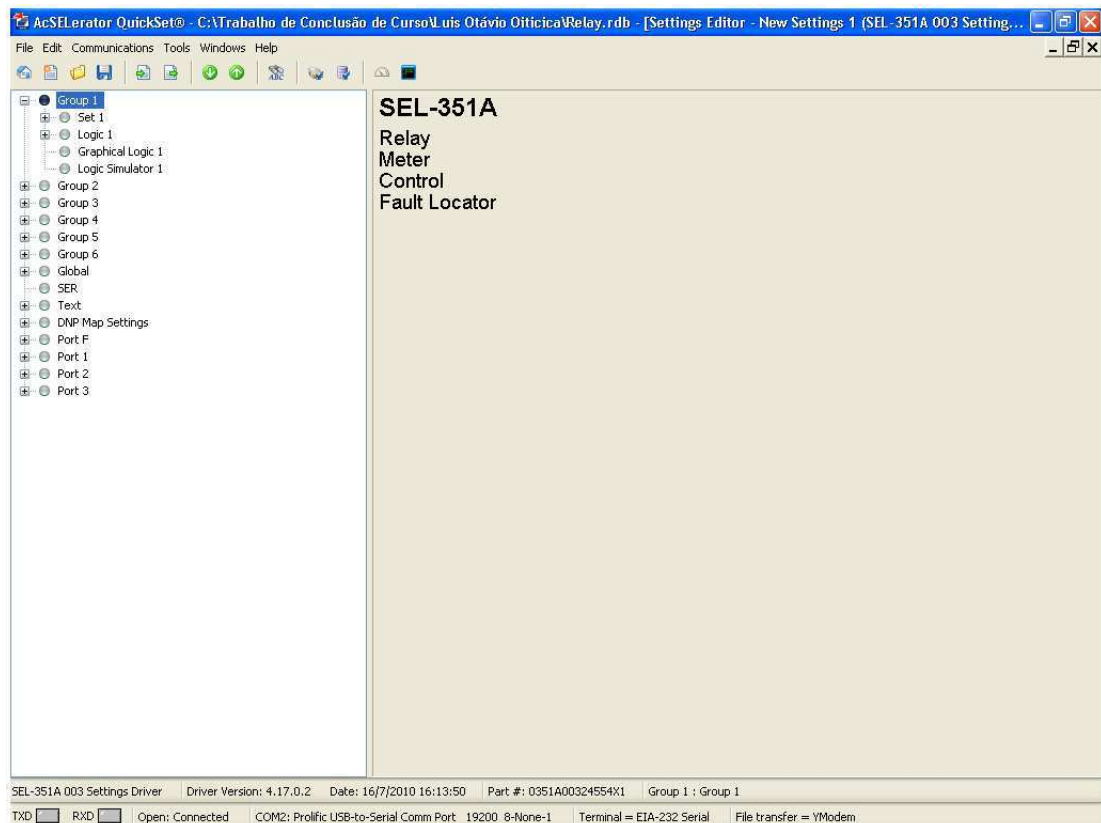 AcSELerator QuickSet® - C:\Trabalho de Conclusão de Curso\Luis Otávio Oiticica\Relay.rdb - [Settings Editor - New Settings 1 (SEL-351A 003 Setting...
File Edit Communications Tools Windows Help
Group 1
Set 1
Logic 1
Graphical Logic 1
Logic Simulator 1
Group 2
Group 3
Group 4
Group 5
Group 6
Global
SER
Text
DNP Map Settings
Port F
Port 1
Port 2
Port 3
SEL-351A
Relay
Meter
Control
Fault Locator
SEL-351A 003 Settings Driver Driver Version: 4.17.0.2 Date: 16/7/2010 16:13:50 Part #: 0351A00324554X1 Group 1 : Group 1
TXD RXD Open: Connected COM2: Prolific USB-to-Serial Comm Port 19200 8-None-1 Terminal = EIA-232 Serial File transfer = YModem